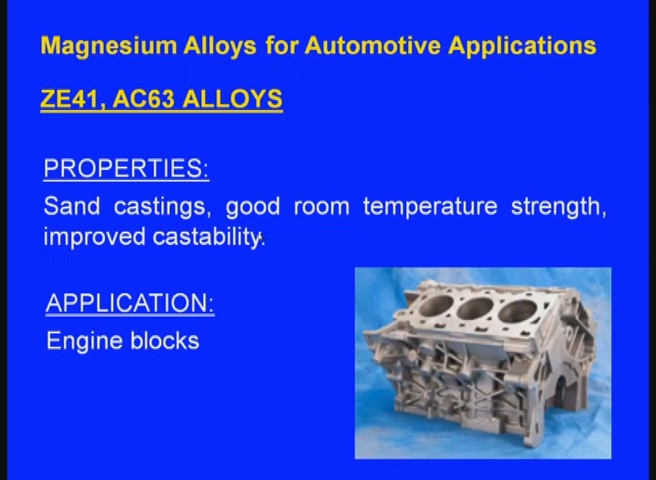 Magnesium Alloys for Automotive Applications
ZE41, AC63 ALLOYS
PROPERTIES:
Sand castings, good room temperature strength,
improved castability.
APPLICATION:
Engine blocks